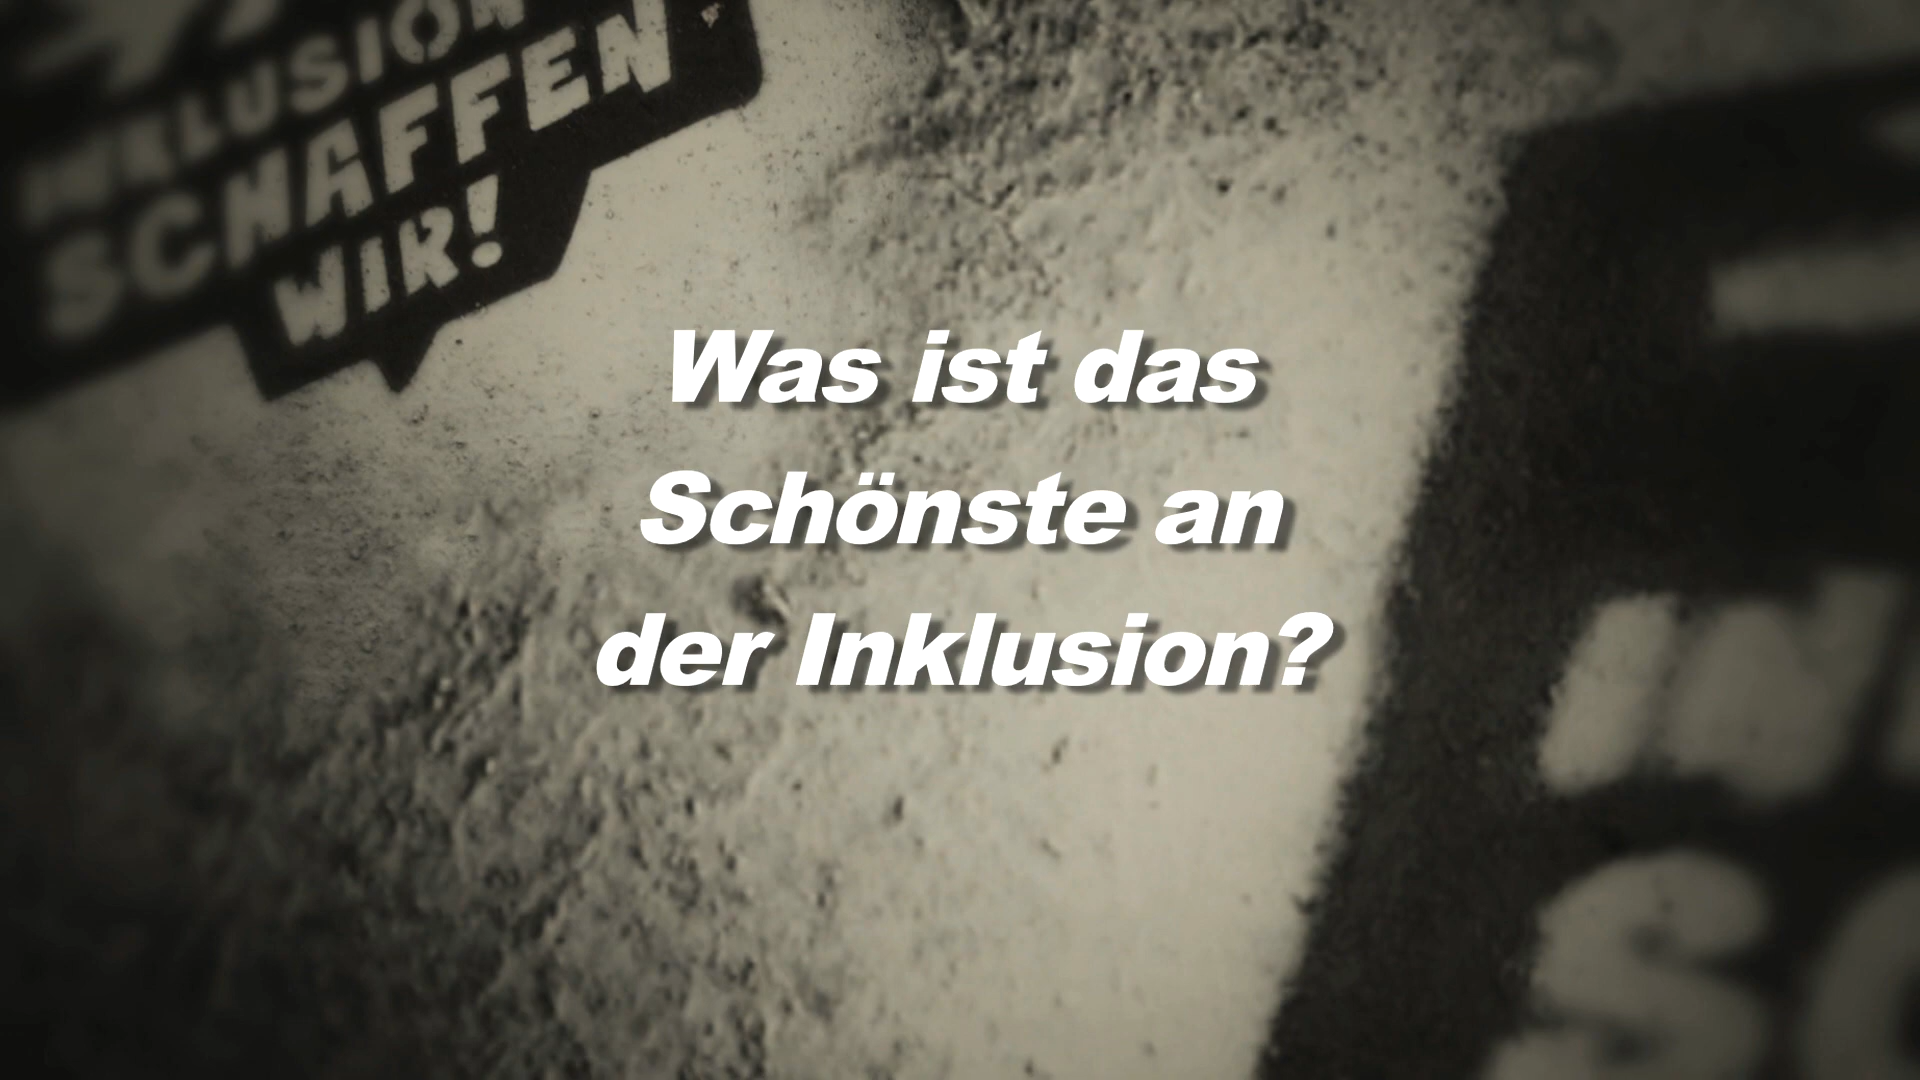 INKLUSION
SCHAFFEN
WIR!
Was ist das
Schönste an
der Inklusion?